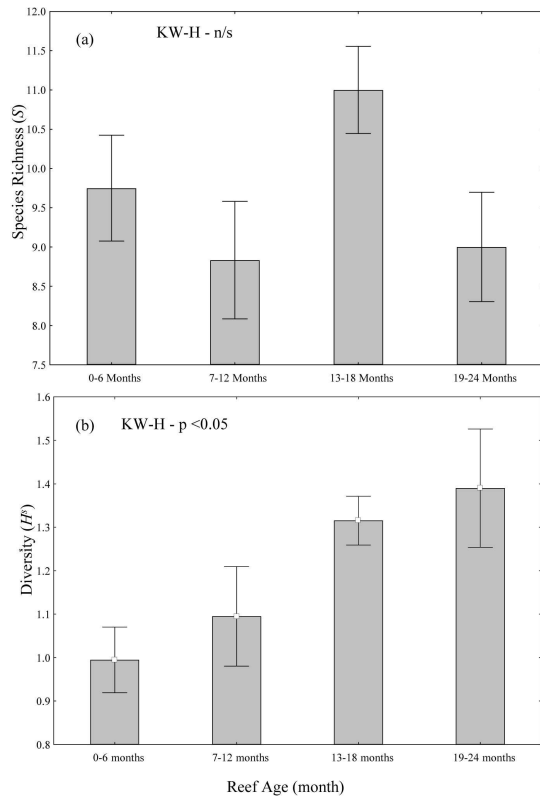 (a) KW-H - n/s
Species Richness (S)
12.0
11.5
11.0
10.5
10.0
9.5
9.0
8.5
8.0
7.5
0-6 Months 7-12 Months 13-18 Months 19-24 Months
(b) KW-H - p <0.05
Diversity (Hˢ)
1.6
1.5
1.4
1.3
1.2
1.1
1.0
0.9
0.8
0-6 months 7-12 months 13-18 months 19-24 months
Reef Age (month)